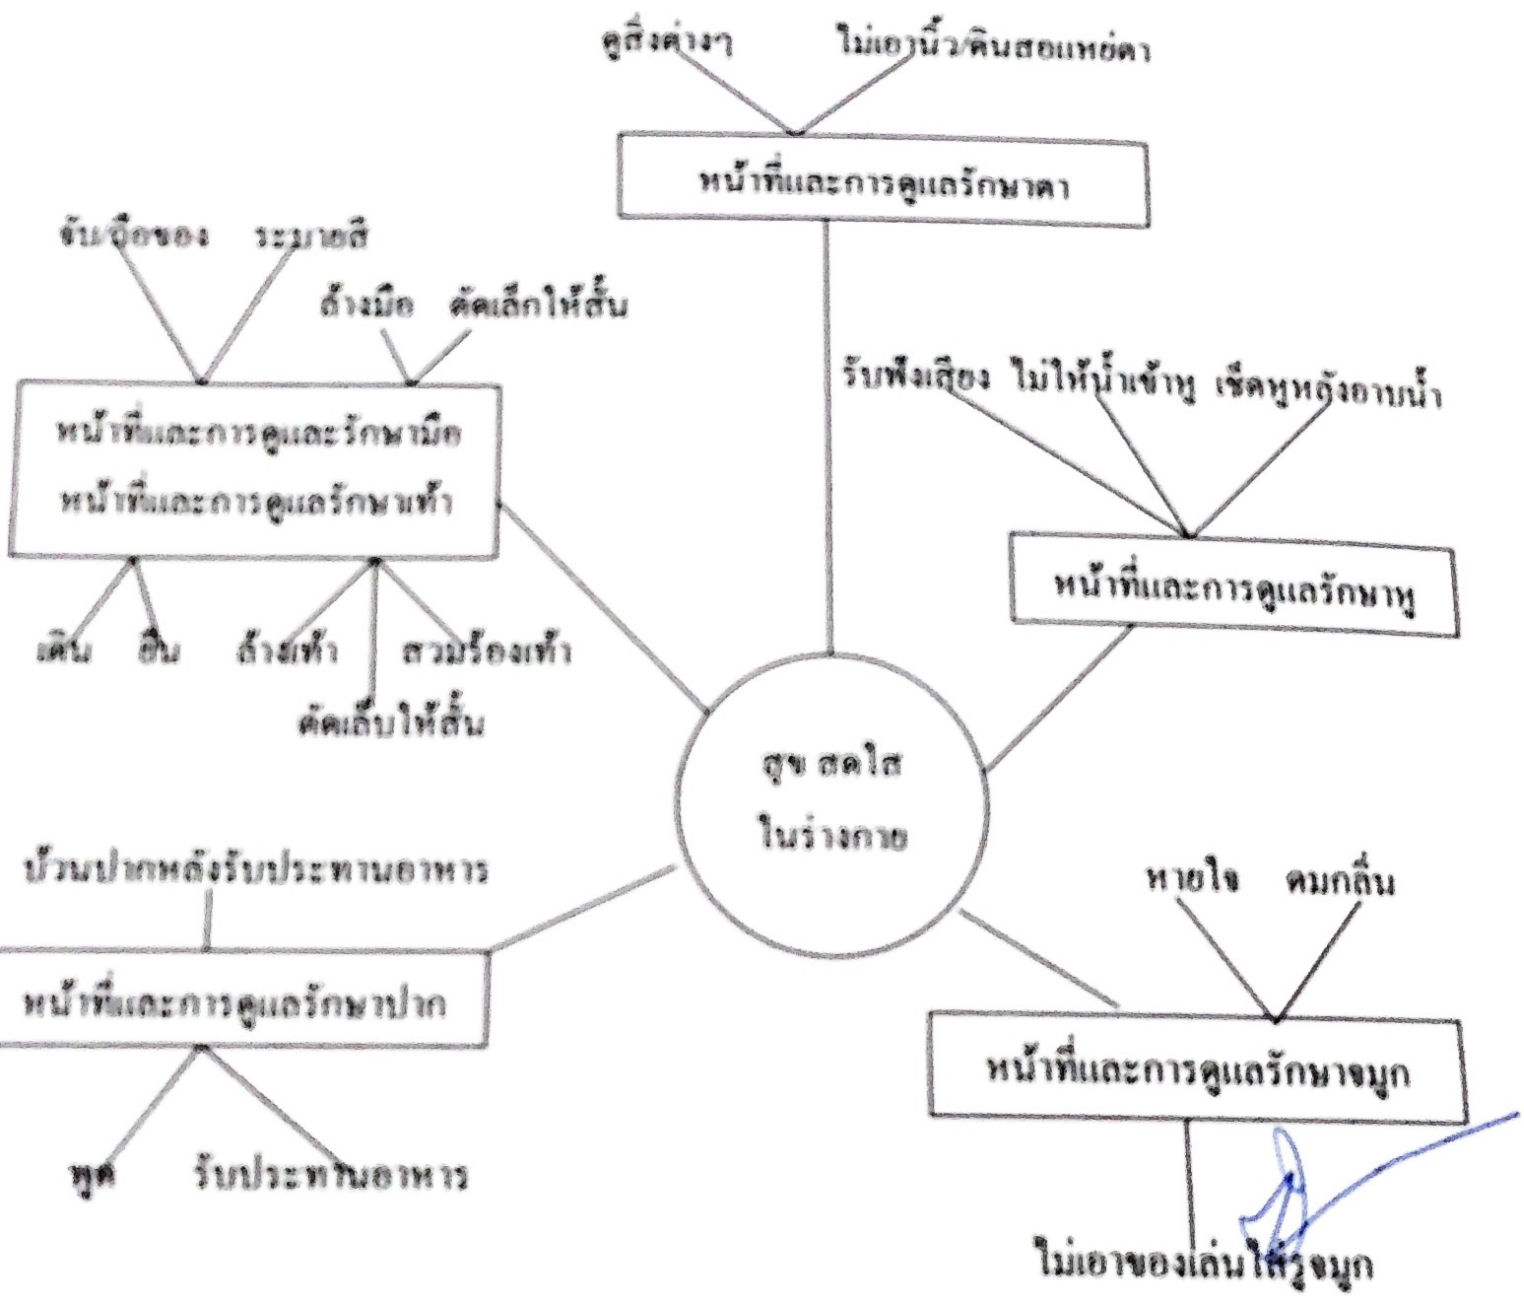 ดูสิ่งต่างๆ ไม่เอานิ้ว/ดินสอแหย่ตา
หน้าที่และการดูแลรักษาตา
จับ/ถือของ ระบายสี
ล้างมือ ตัดเล็กให้สั้น
รับฟังเสียง ไม่ให้น้ำเข้าหู เช็ดหูหลังอาบน้ำ
หน้าที่และการดูและรักษามือ
หน้าที่และการดูแลรักษาเท้า
หน้าที่และการดูแลรักษาหู
เดิน ยืน ล้างเท้า สวมร้องเท้า
ตัดเล็บให้สั้น
สุข สดใส
ในร่างกาย
บ้วนปากหลังรับประทานอาหาร
หายใจ ดมกลิ่น
หน้าที่และการดูแลรักษาปาก
หน้าที่และการดูแลรักษาจมูก
พูด รับประทานอาหาร
ไม่เอาของเล่นใส่รูจมูก